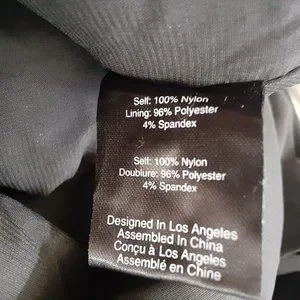 Self: 100% Nylon
Lining: 96% Polyester
4% Spandex
Self: 100% Nylon
Doublure: 96% Polyester
4% Spandex
Designed In Los Angeles
Assembled In China
Conçu à Los Angeles
Assemblé en Chine